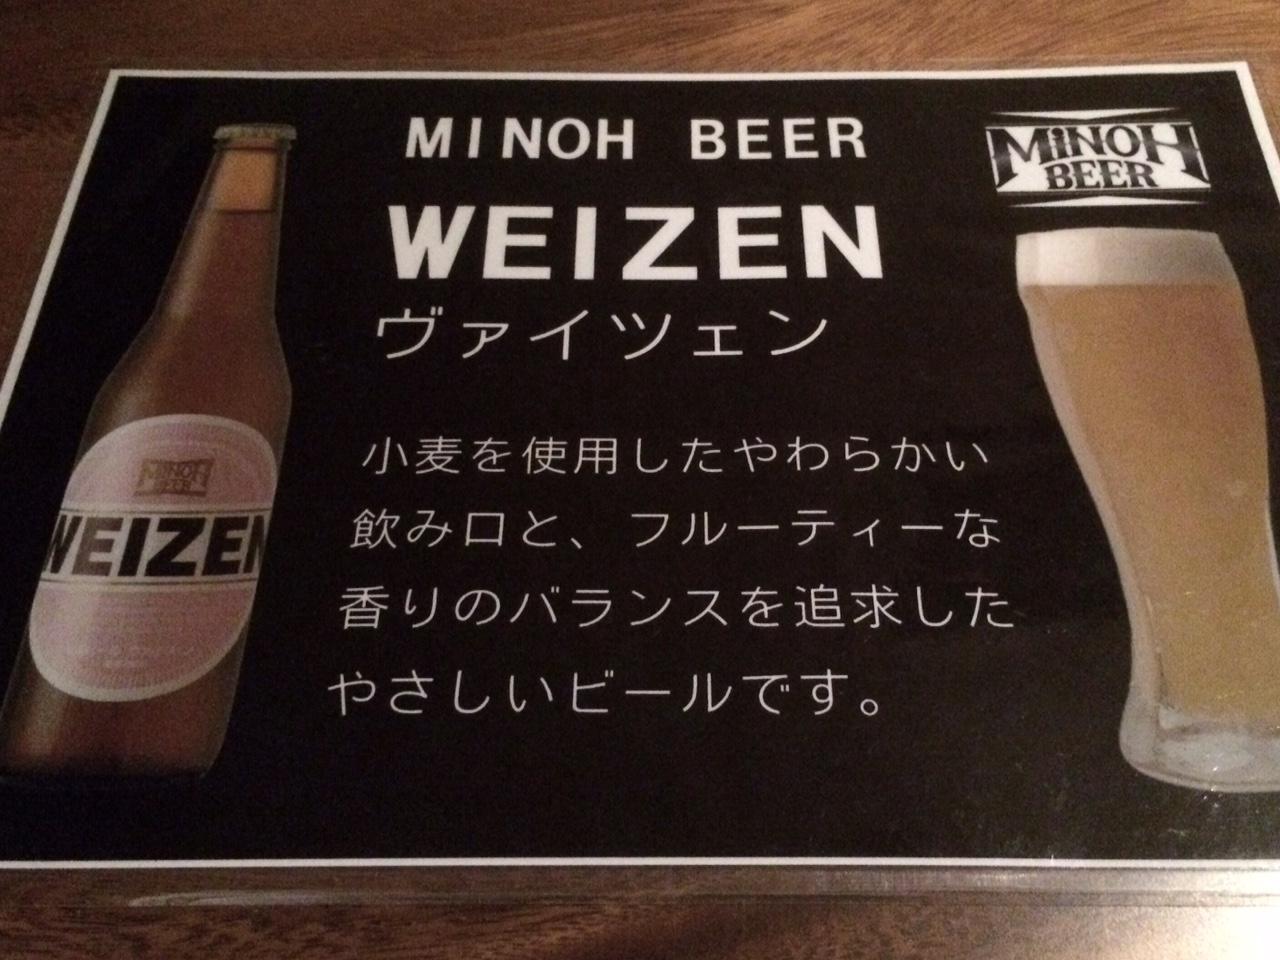 MINOH BEER
WEIZEN
ヴァイツェン
小麦を使用したやわらかい
飲み口と、フルーティーな
香りのバランスを追求した
やさしいビールです。
MINOH
BEER
MINOH
BEER
WEIZEN